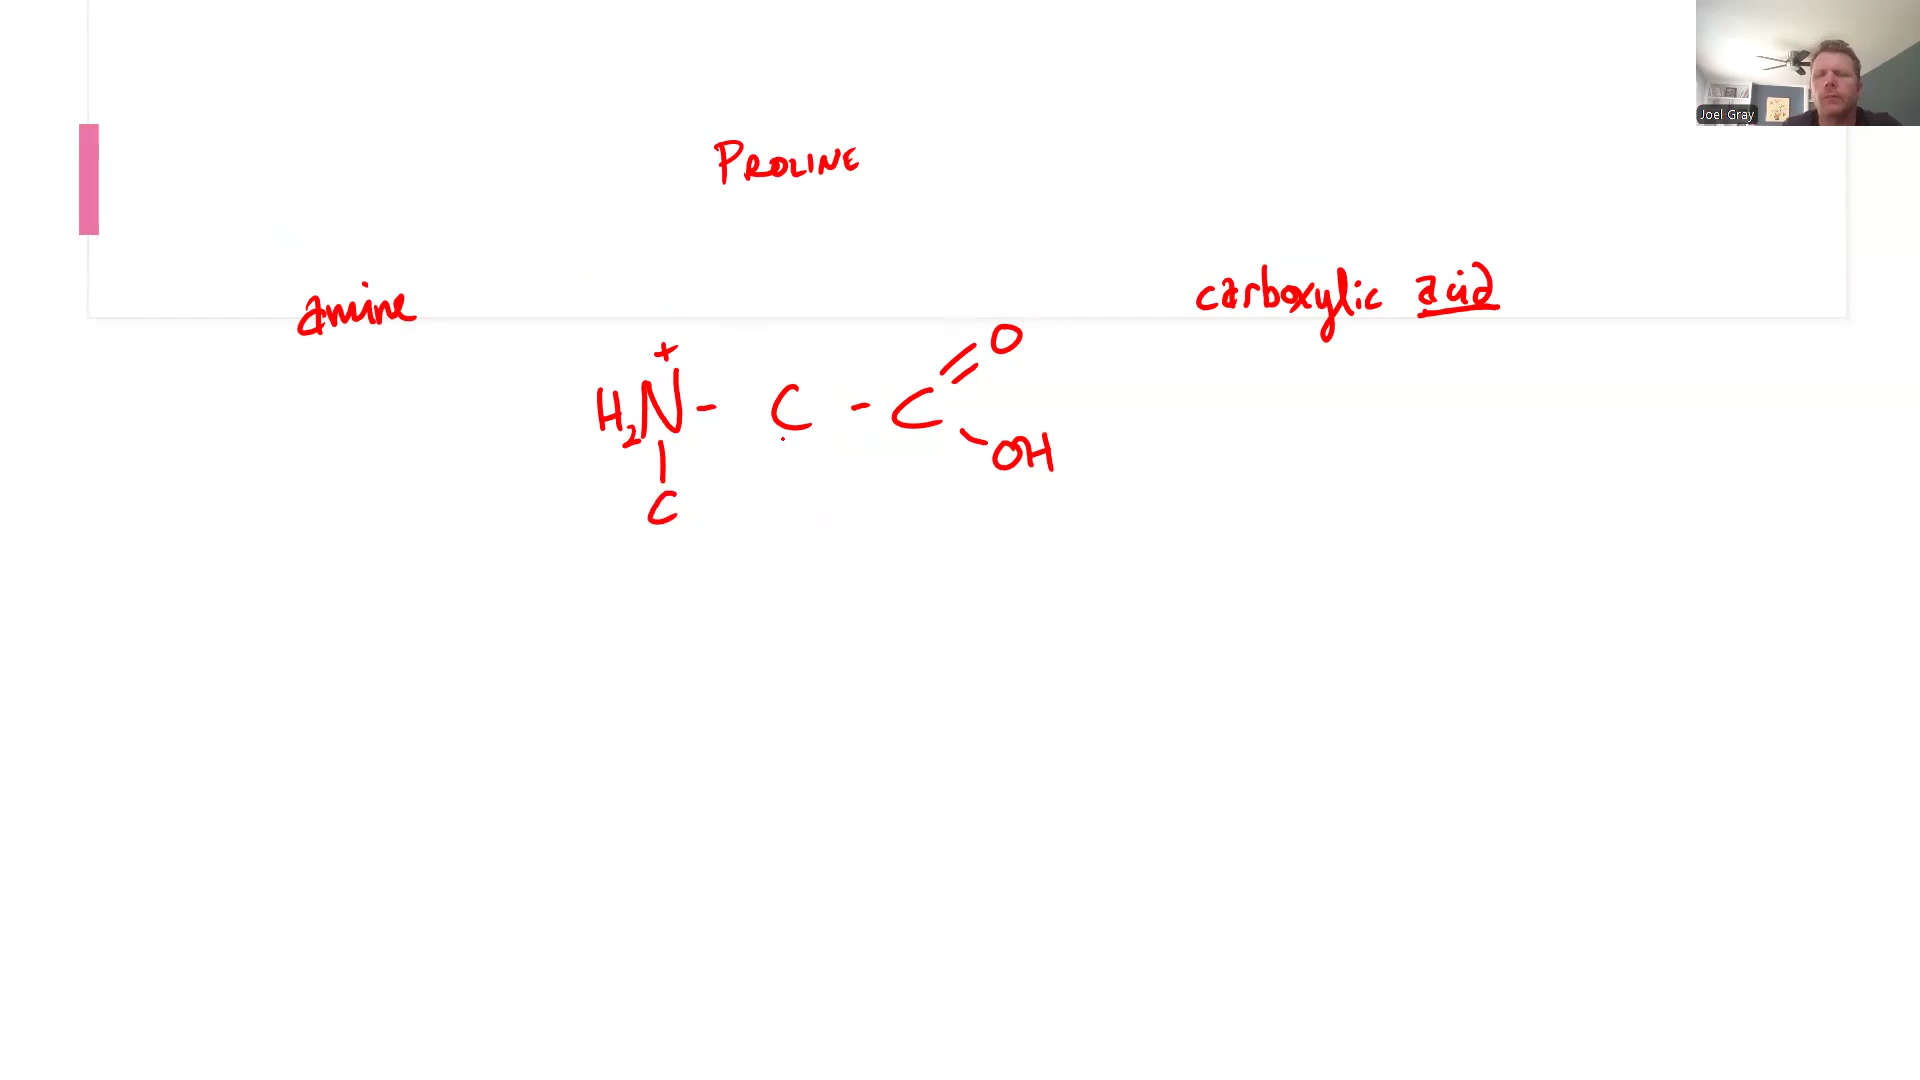 Joel Gray
PROLINE
amine
carboxylic acid
+
O
H2N - C - C
OH
C